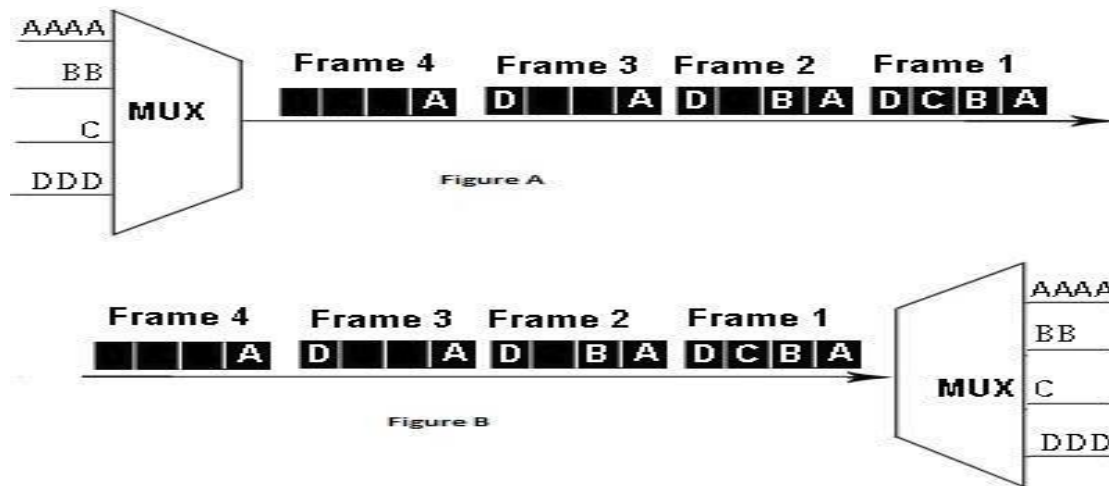 AAAA
BB
C
DDD
MUX
Frame 4 Frame 3 Frame 2 Frame 1
A D A D B A D C B A
Figure A
Frame 4 Frame 3 Frame 2 Frame 1
A D A D B A D C B A
Figure B
MUX
AAAA
BB
C
DDD